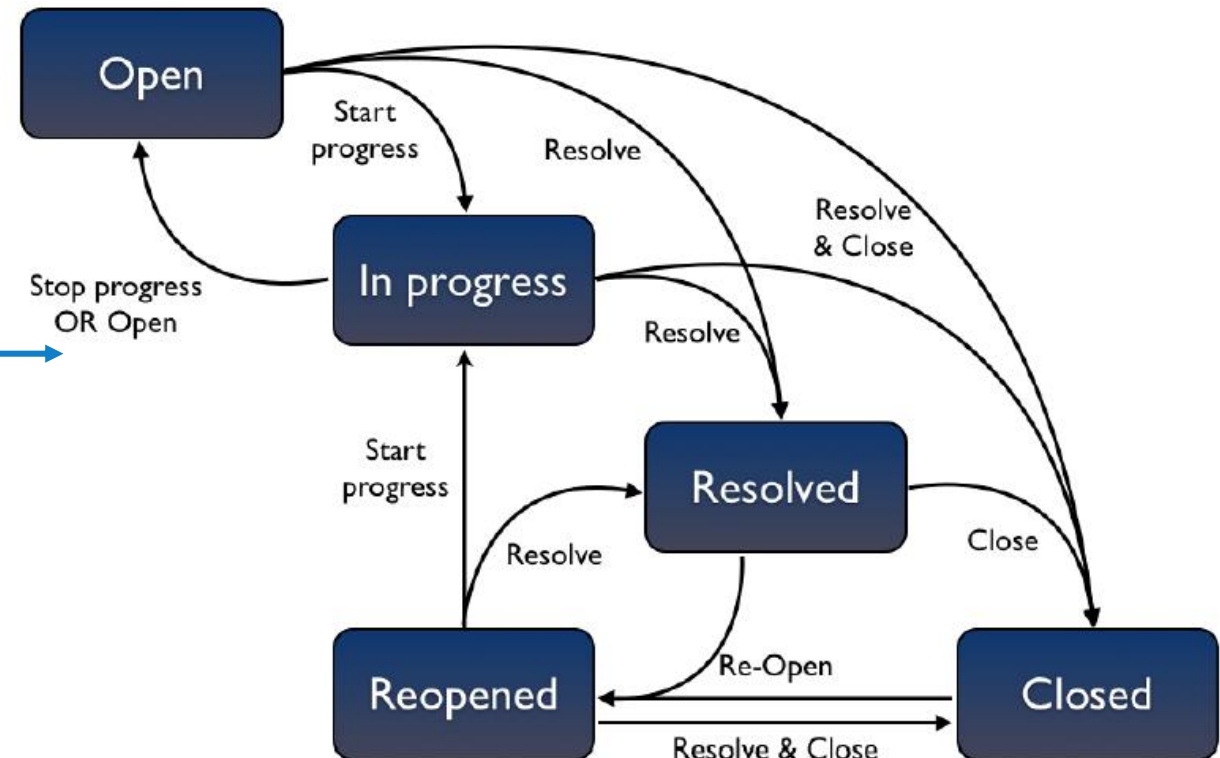 Open
Start
progress
Resolve
Resolve
& Close
In progress
Stop progress
OR Open
Resolve
Start
progress
Resolved
Resolve
Close
Reopened
Re-Open
Closed
Resolve & Close